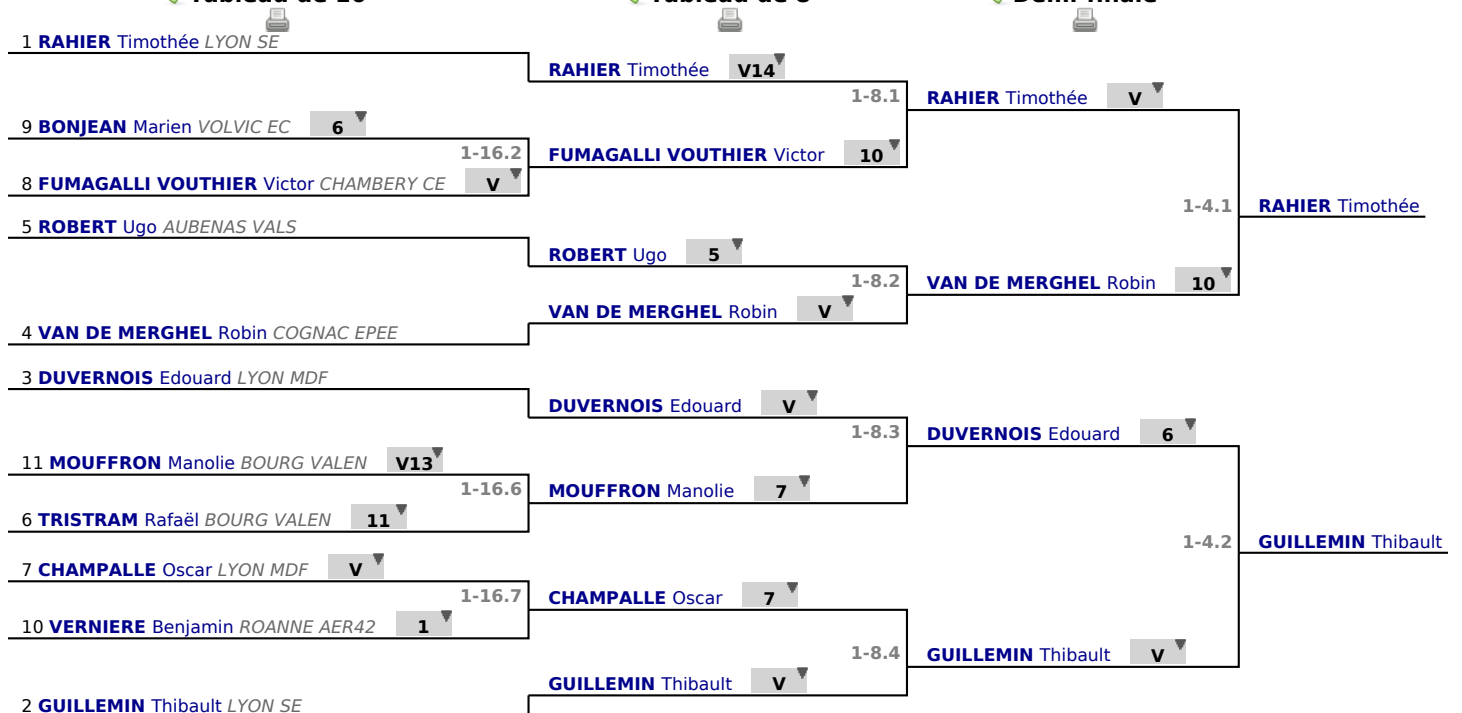 Tableau de 16
Tableau de 8
Demi-finale
1 RAHIER Timothée LYON SE
RAHIER Timothée V14
1-8.1
RAHIER Timothée V
9 BONJEAN Marien VOLVIC EC 6
1-16.2
FUMAGALLI VOUTHIER Victor 10
8 FUMAGALLI VOUTHIER Victor CHAMBERY CE V
1-4.1
RAHIER Timothée
5 ROBERT Ugo AUBENAS VALS
ROBERT Ugo 5
1-8.2
VAN DE MERGHEL Robin 10
VAN DE MERGHEL Robin V
4 VAN DE MERGHEL Robin COGNAC EPEE
3 DUVERNOIS Edouard LYON MDF
DUVERNOIS Edouard V
1-8.3
DUVERNOIS Edouard 6
11 MOUFFRON Manolie BOURG VALEN V13
1-16.6
MOUFFRON Manolie 7
6 TRISTRAM Rafaël BOURG VALEN 11
1-4.2
GUILLEMIN Thibault
7 CHAMPALLE Oscar LYON MDF V
1-16.7
CHAMPALLE Oscar 7
10 VERNIERE Benjamin ROANNE AER42 1
1-8.4
GUILLEMIN Thibault V
GUILLEMIN Thibault V
2 GUILLEMIN Thibault LYON SE